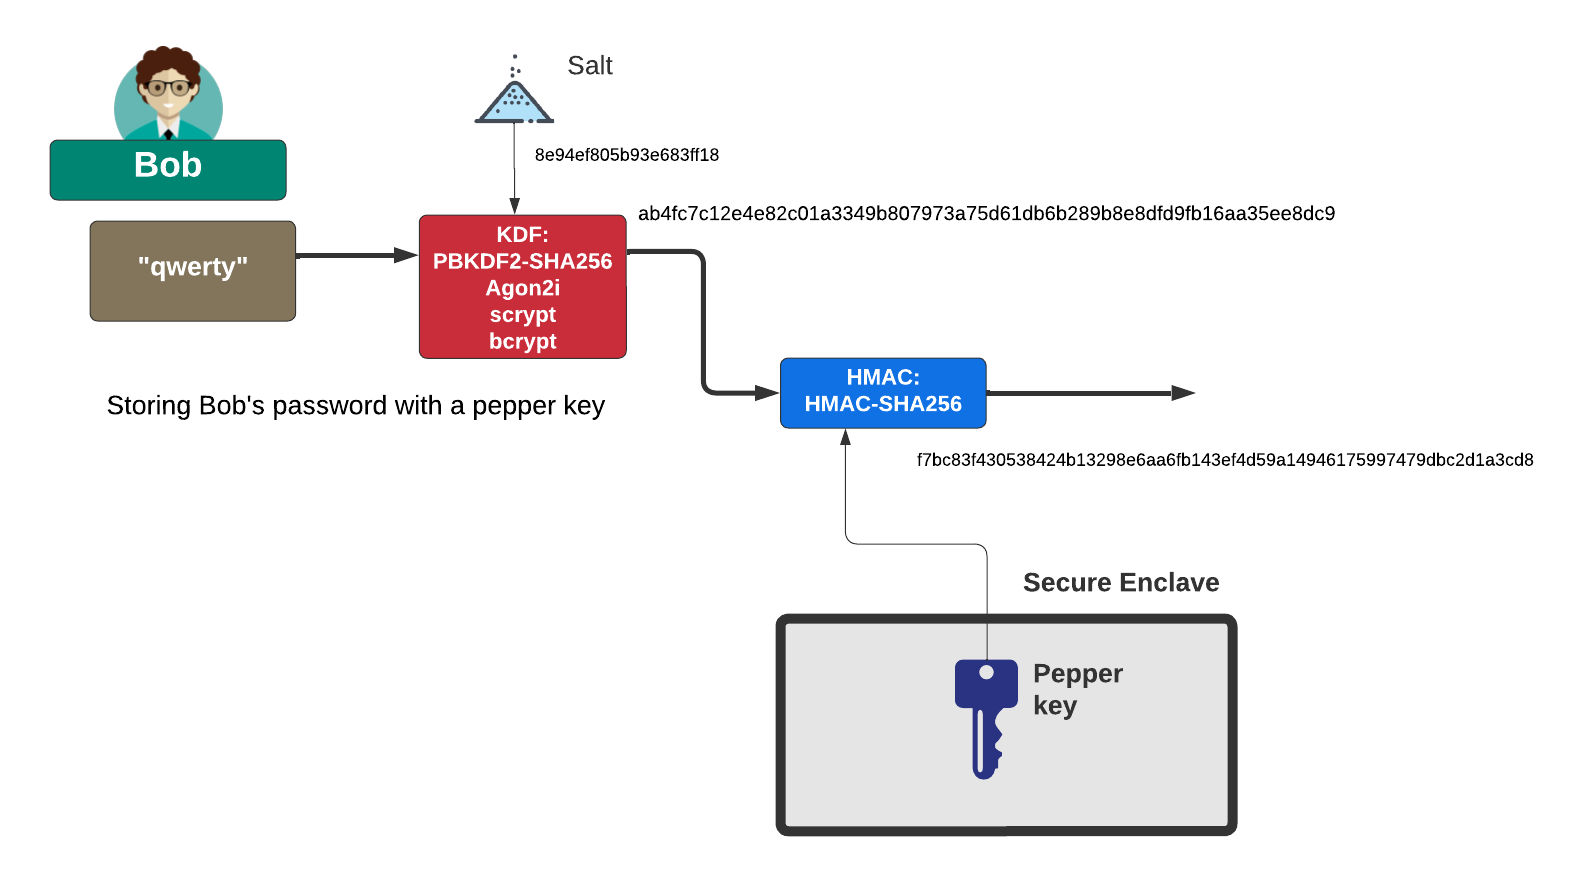 Salt
Bob
8e94ef805b93e683ff18
ab4fc7c12e4e82c01a3349b807973a75d61db6b289b8e8dfd9fb16aa35ee8dc9
"qwerty"
KDF:
PBKDF2-SHA256
Agon2i
scrypt
bcrypt
Storing Bob's password with a pepper key
HMAC:
HMAC-SHA256
f7bc83f430538424b13298e6aa6fb143ef4d59a14946175997479dbc2d1a3cd8
Secure Enclave
Pepper
key